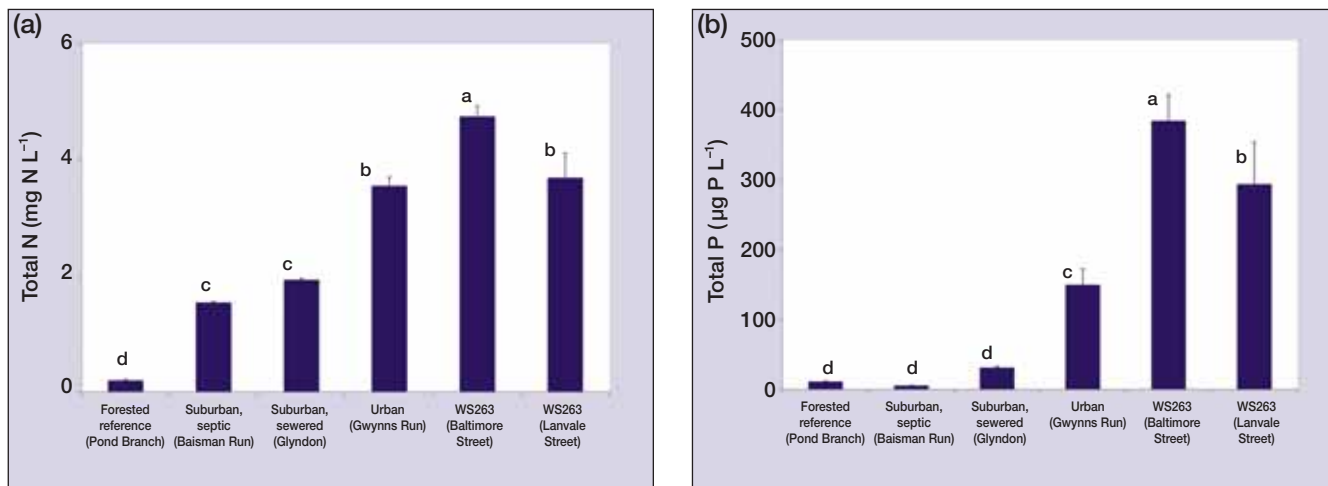 (a)
Total N (mg N L⁻¹)
6
4
2
0
d
c
c
b
a
b
Forested
reference
(Pond Branch)
Suburban,
septic
(Baisman Run)
Suburban,
sewered
(Glyndon)
Urban
(Gwynns Run)
WS263
(Baltimore
Street)
WS263
(Lanvale
Street)
(b)
Total P (µg P L⁻¹)
500
400
300
200
100
0
d
d
d
c
a
b
Forested
reference
(Pond Branch)
Suburban,
septic
(Baisman Run)
Suburban,
sewered
(Glyndon)
Urban
(Gwynns Run)
WS263
(Baltimore
Street)
WS263
(Lanvale
Street)